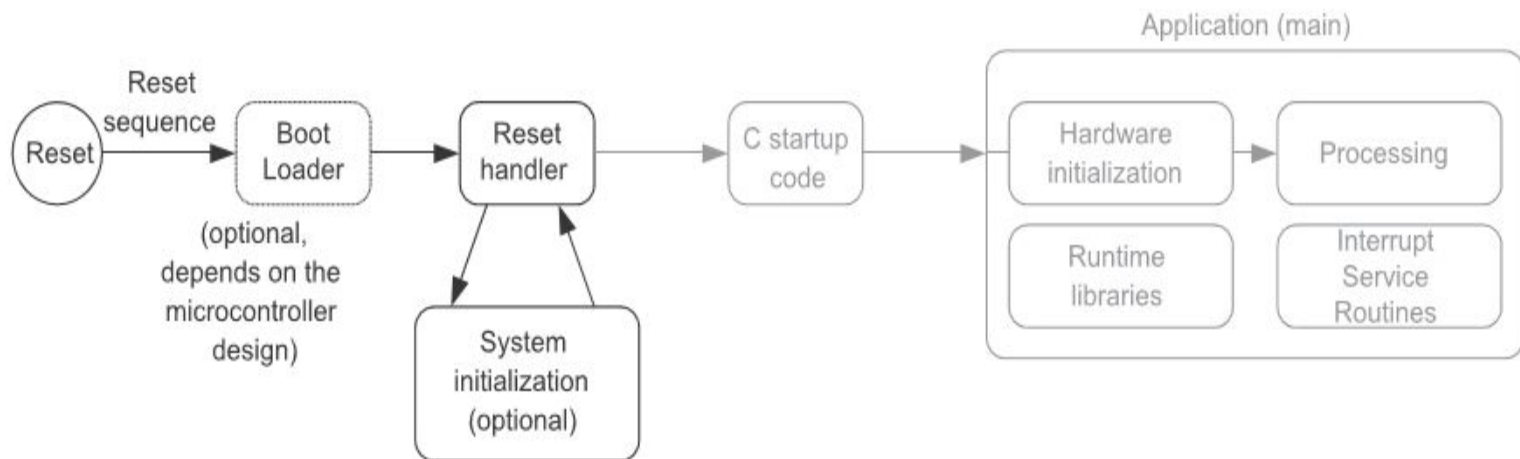 Application (main)
Reset
sequence
Reset
Boot
Loader
Reset
handler
C startup
code
Hardware
initialization
Processing
(optional,
depends on the
microcontroller
design)
System
initialization
(optional)
Runtime
libraries
Interrupt
Service
Routines